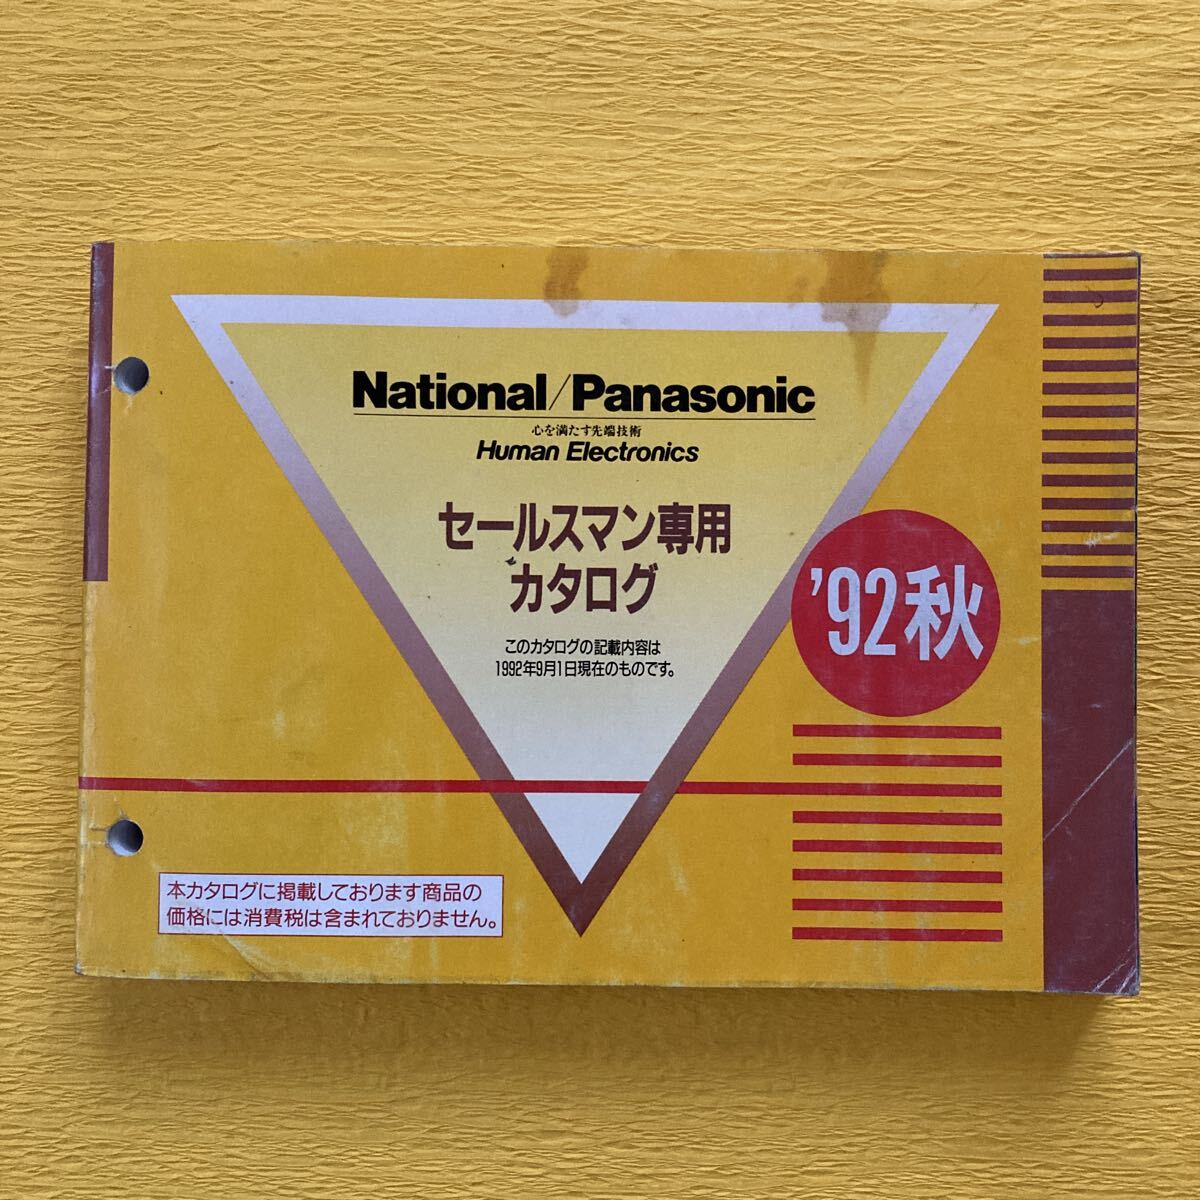 National/Panasonic
心を満たす先端技術
Human Electronics
セールスマン専用
カタログ
このカタログの記載内容は
1992年9月1日現在のものです。
'92秋
本カタログに掲載しております商品の
価格には消費税は含まれておりません。